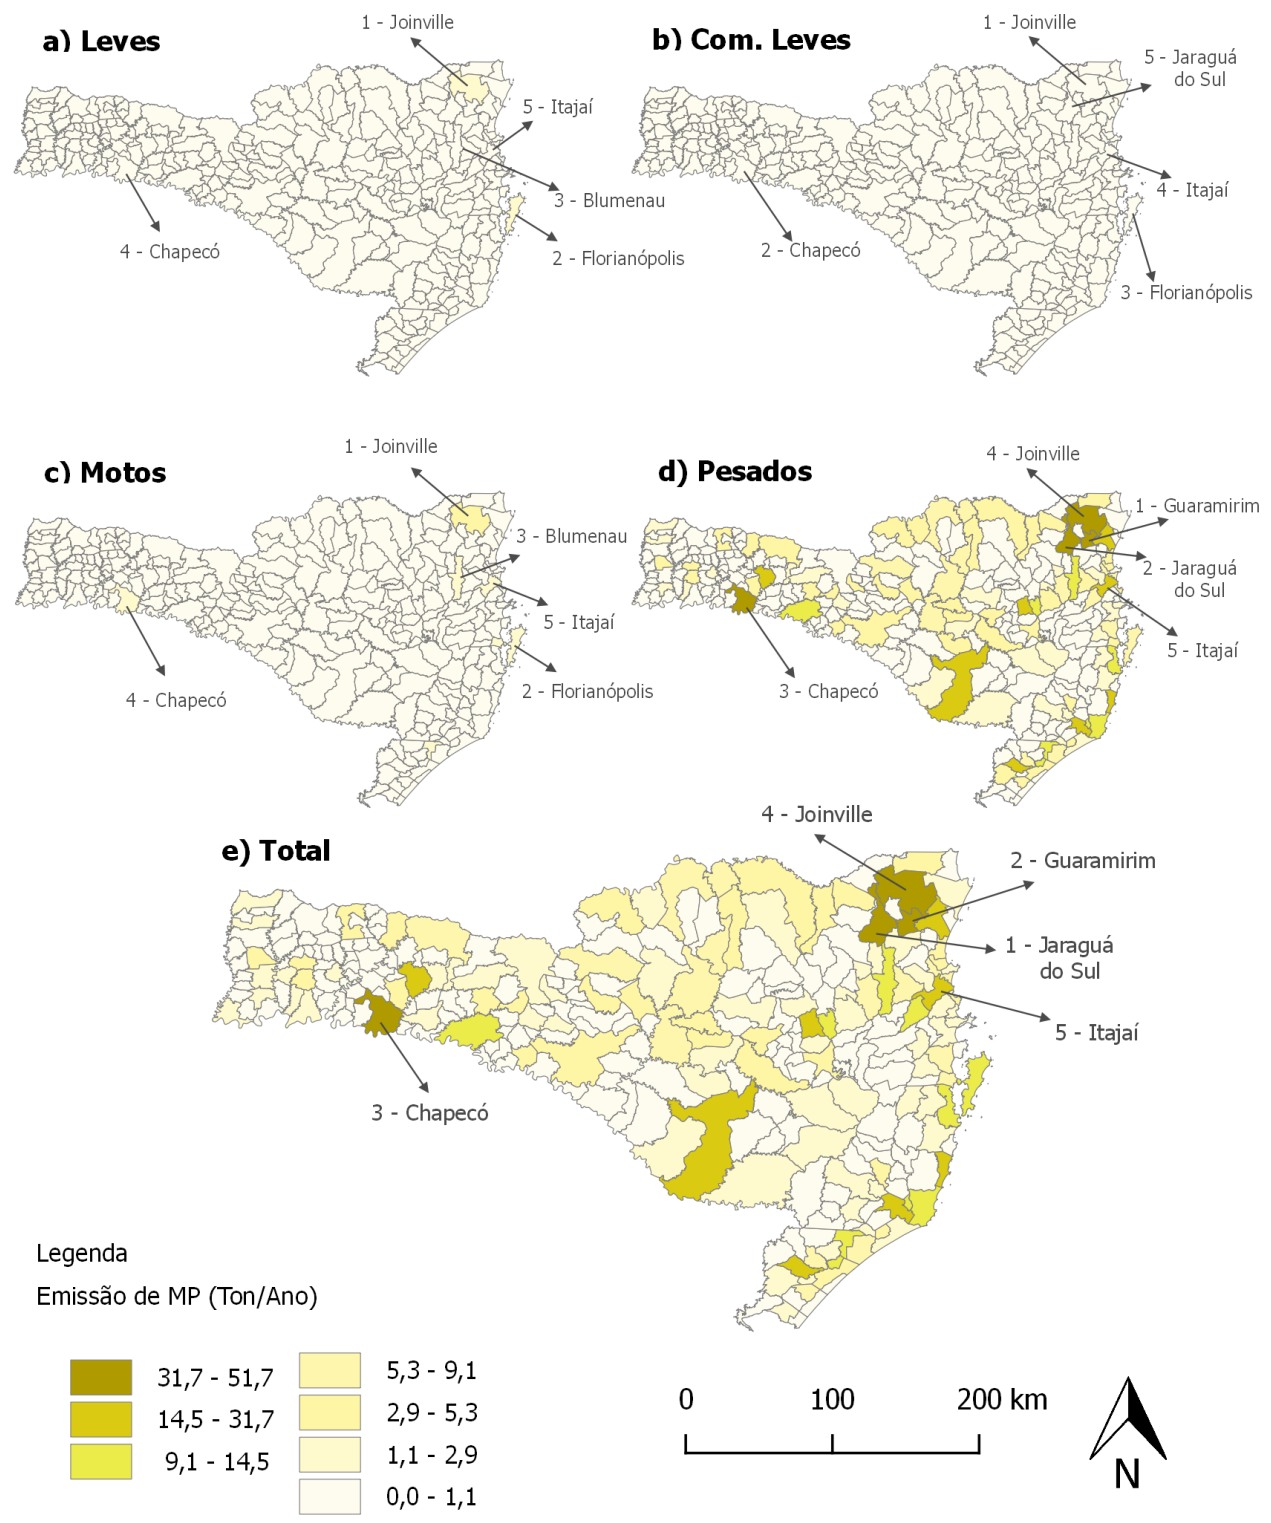 a) Leves
1 - Joinville
5 - Itajaí
3 - Blumenau
4 - Chapecó
2 - Florianópolis
b) Com. Leves
1 - Joinville
5 - Jaraguá
do Sul
4 - Itajaí
2 - Chapecó
3 - Florianópolis
c) Motos
1 - Joinville
3 - Blumenau
5 - Itajaí
4 - Chapecó
2 - Florianópolis
d) Pesados
4 - Joinville
1 - Guaramirim
2 - Jaraguá
do Sul
5 - Itajaí
3 - Chapecó
e) Total
4 - Joinville
2 - Guaramirim
1 - Jaraguá
do Sul
5 - Itajaí
3 - Chapecó
Legenda
Emissão de MP (Ton/Ano)
31,7 - 51,7
14,5 - 31,7
9,1 - 14,5
5,3 - 9,1
2,9 - 5,3
1,1 - 2,9
0,0 - 1,1
0 100 200 km
N